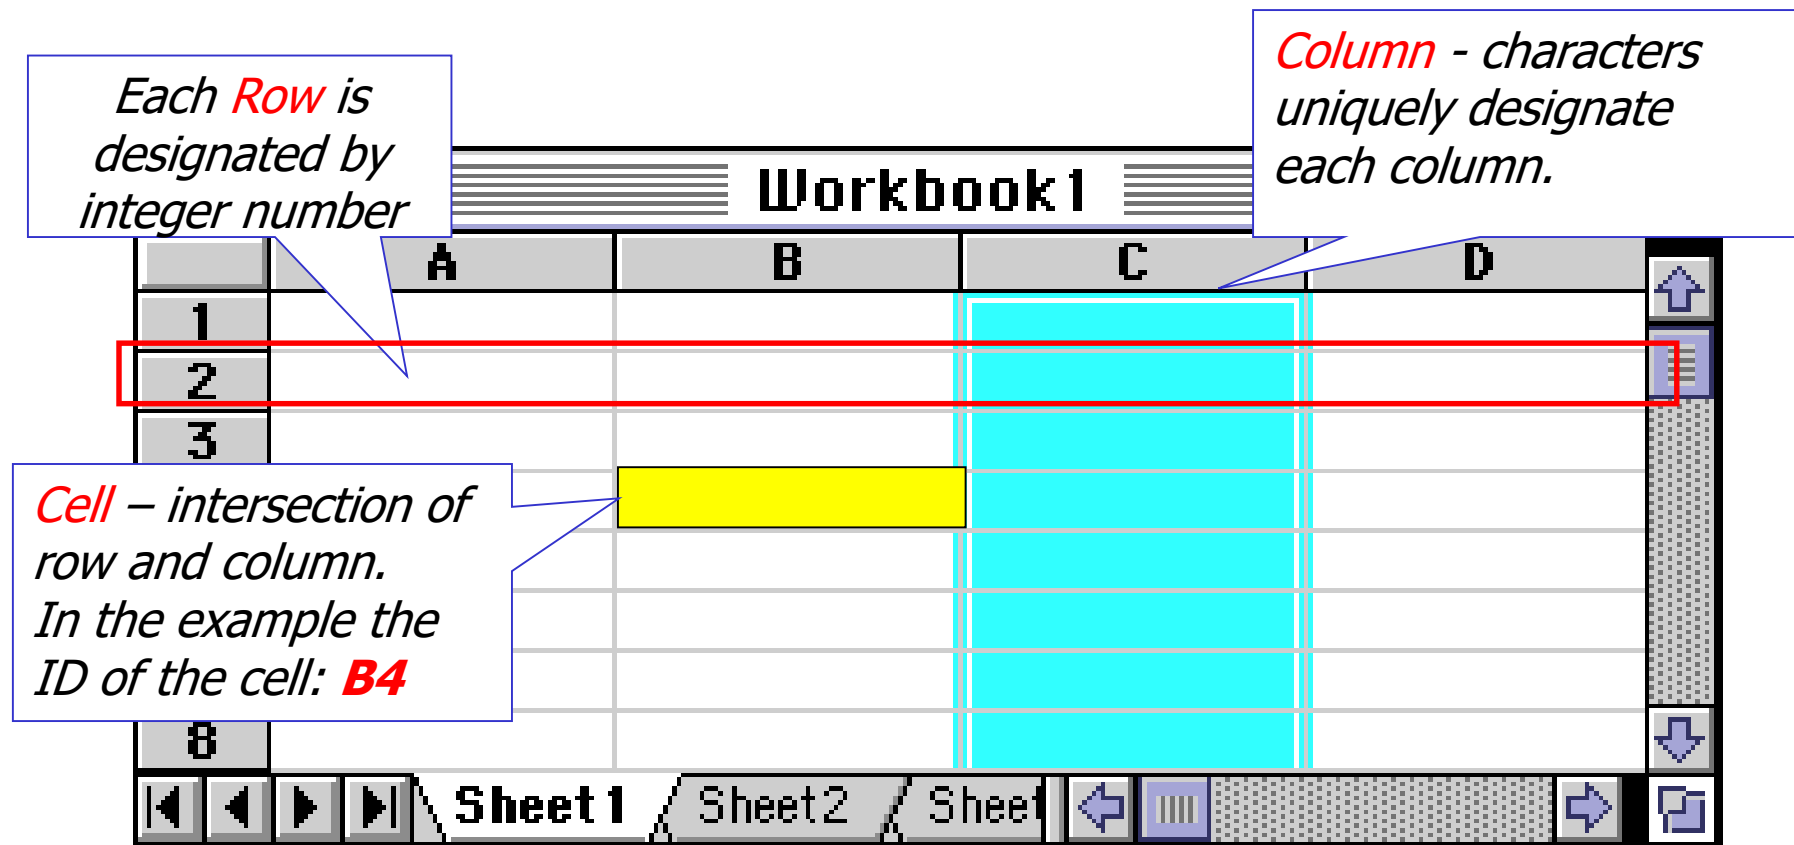 Each Row is
designated by
integer number
Column - characters
uniquely designate
each column.
Workbook1
A B C D
1
2
3
Cell – intersection of
row and column.
In the example the
ID of the cell: B4
8
Sheet1 Sheet2 Sheet